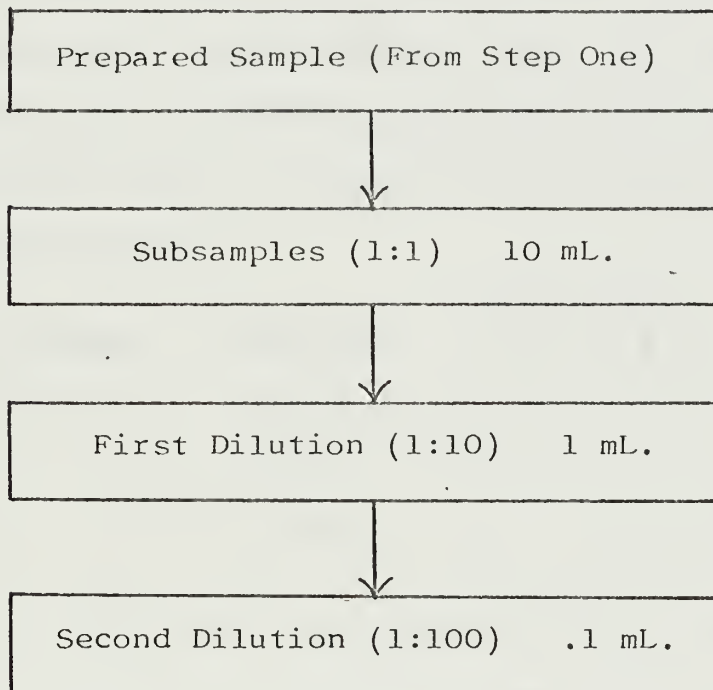 Prepared Sample (From Step One)
Subsamples (1:1) 10 mL.
First Dilution (1:10) 1 mL.
Second Dilution (1:100) .1 mL.